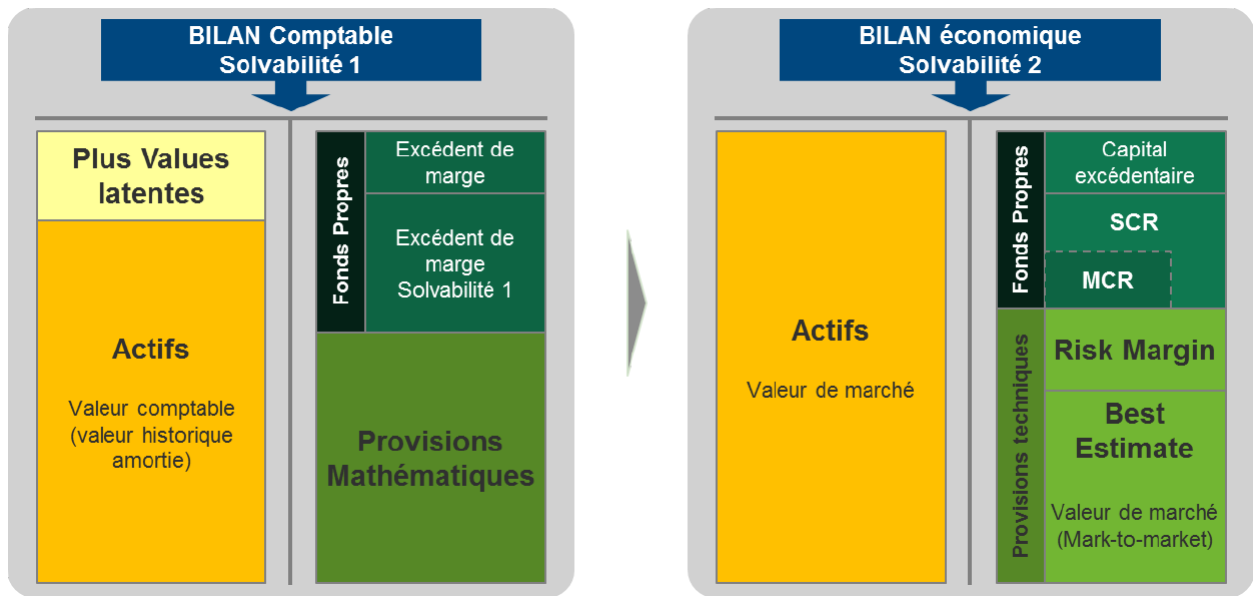 BILAN Comptable
Solvabilité 1
Plus Values
latentes
Actifs
Valeur comptable
(valeur historique
amortie)
Fonds Propres
Excédent de
marge
Excédent de
marge
Solvabilité 1
Provisions
Mathématiques
BILAN économique
Solvabilité 2
Actifs
Valeur de marché
Fonds Propres
Capital
excédentaire
SCR
MCR
Provisions techniques
Risk Margin
Best
Estimate
Valeur de marché
(Mark-to-market)